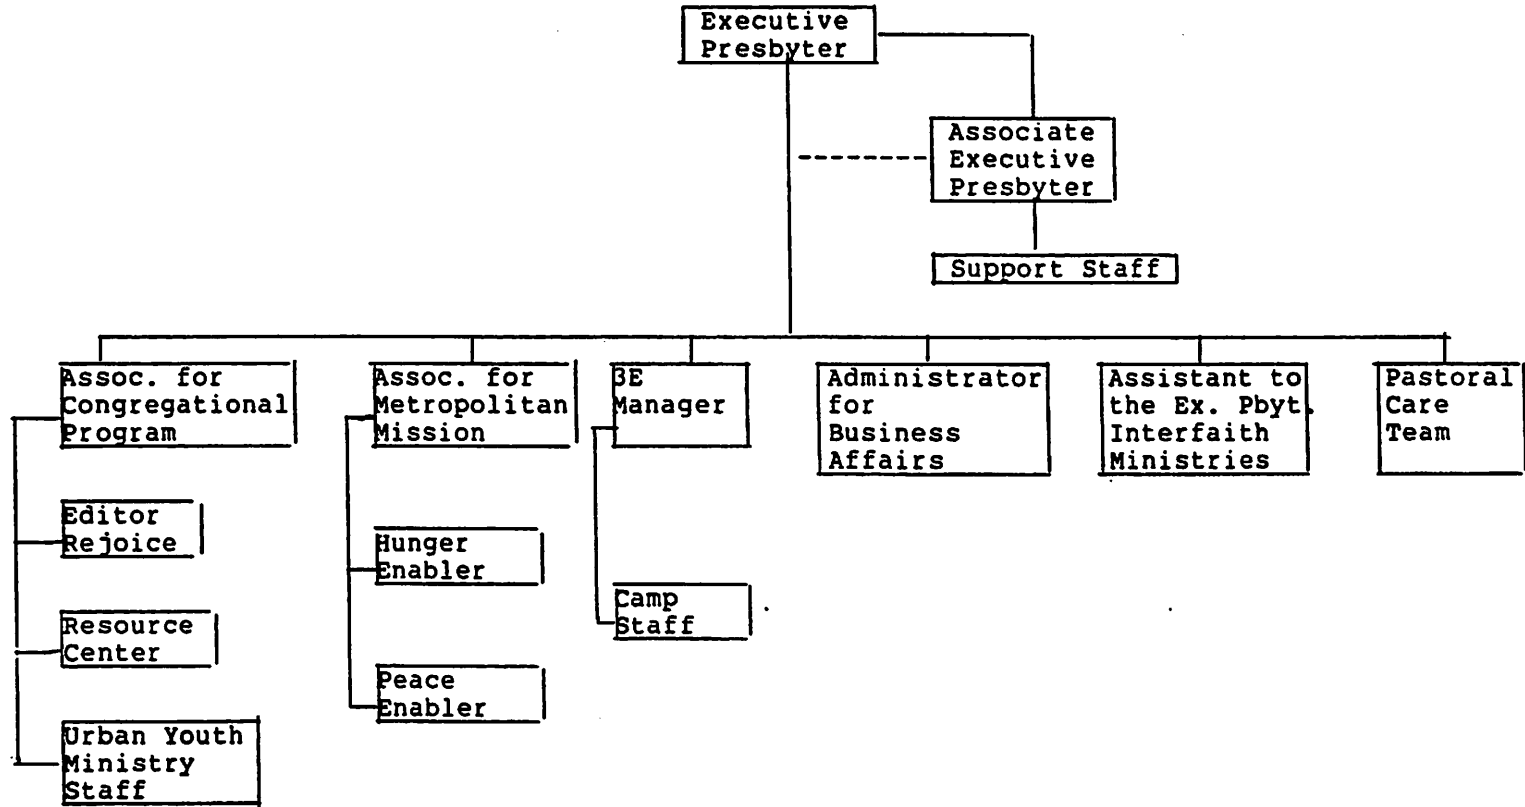 Executive
Presbyter
Associate
Executive
Presbyter
Support Staff
Assoc. for
Congregational
Program
Editor
Rejoice
Resource
Center
Urban Youth
Ministry
Staff
Assoc. for
Metropolitan
Mission
Hunger
Enabler
Peace
Enabler
3E
Manager
Camp
Staff
Administrator
for
Business
Affairs
Assistant to
the Ex. Pbyt.
Interfaith
Ministries
Pastoral
Care
Team